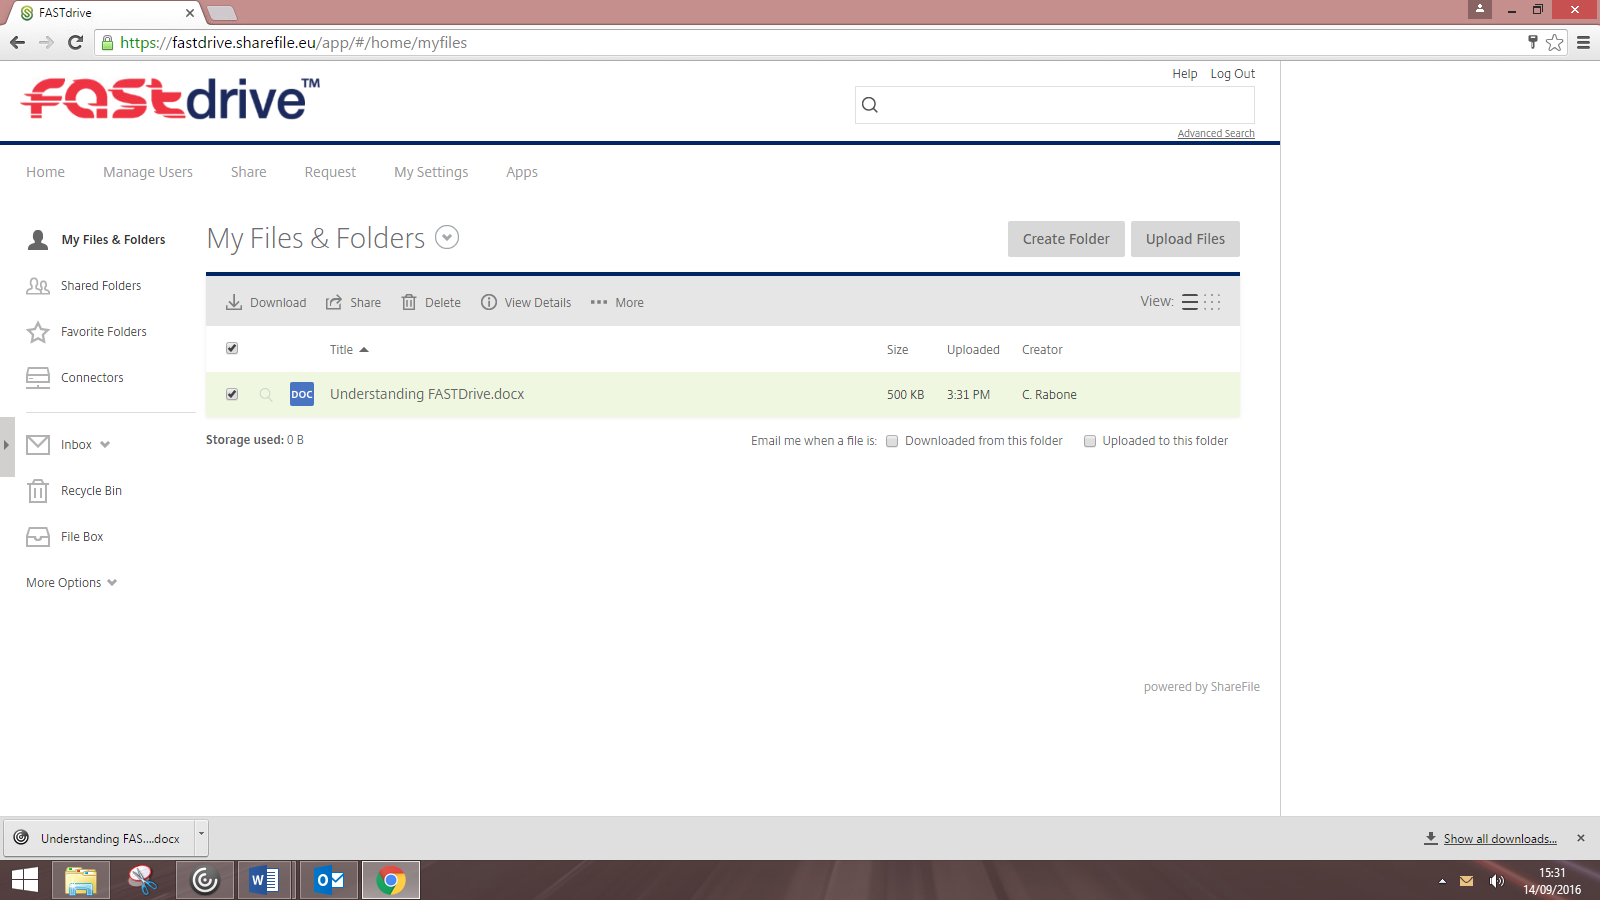 FASTdrive
https://fastdrive.sharefile.eu/app/#/home/myfiles
FASTdrive™
Help Log Out
Advanced Search
Home Manage Users Share Request My Settings Apps
My Files & Folders
Shared Folders
Favorite Folders
Connectors
Inbox
Recycle Bin
File Box
More Options
My Files & Folders
Create Folder Upload Files
Download Share Delete View Details More View:
Title Size Uploaded Creator
DOC Understanding FASTDrive.docx 500 KB 3:31 PM C. Rabone
Storage used: 0 B
Email me when a file is: Downloaded from this folder Uploaded to this folder
powered by ShareFile
Understanding FAS....docx
Show all downloads...
15:31
14/09/2016